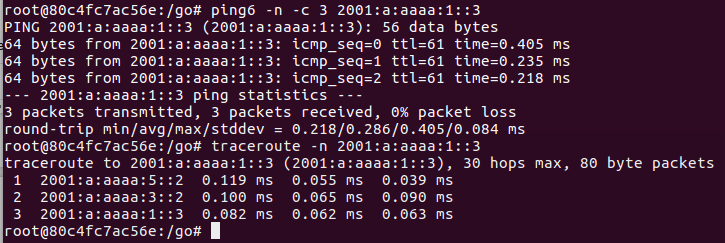 root@80c4fc7ac56e:/go# ping6 -n -c 3 2001:a:aaaa:1::3
PING 2001:a:aaaa:1::3 (2001:a:aaaa:1::3): 56 data bytes
64 bytes from 2001:a:aaaa:1::3: icmp_seq=0 ttl=61 time=0.405 ms
64 bytes from 2001:a:aaaa:1::3: icmp_seq=1 ttl=61 time=0.235 ms
64 bytes from 2001:a:aaaa:1::3: icmp_seq=2 ttl=61 time=0.218 ms
--- 2001:a:aaaa:1::3 ping statistics ---
3 packets transmitted, 3 packets received, 0% packet loss
round-trip min/avg/max/stddev = 0.218/0.286/0.405/0.084 ms
root@80c4fc7ac56e:/go# traceroute -n 2001:a:aaaa:1::3
traceroute to 2001:a:aaaa:1::3 (2001:a:aaaa:1::3), 30 hops max, 80 byte packets
 1  2001:a:aaaa:5::2  0.119 ms  0.055 ms  0.039 ms
 2  2001:a:aaaa:3::2  0.100 ms  0.065 ms  0.090 ms
 3  2001:a:aaaa:1::3  0.082 ms  0.062 ms  0.063 ms
root@80c4fc7ac56e:/go#